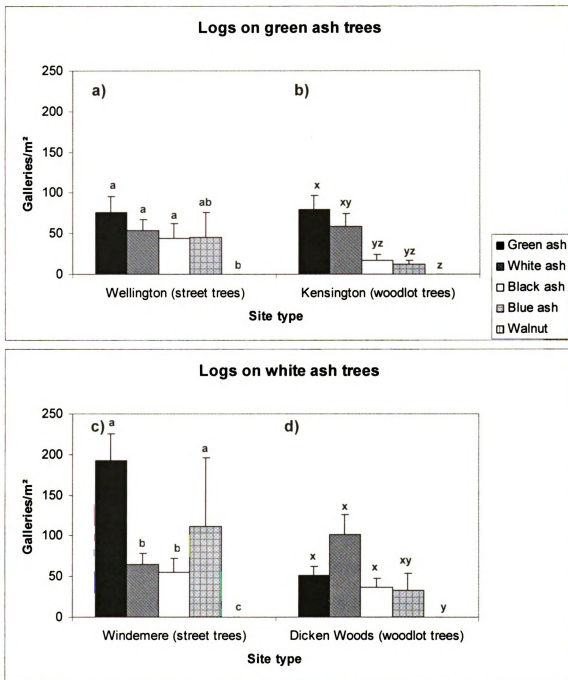 Logs on green ash trees
250
200
150
100
50
0
Galleries/m²
a)
b)
a
a
a
ab
b
x
xy
yz
yz
z
Wellington (street trees)
Kensington (woodlot trees)
Site type
Green ash
White ash
Black ash
Blue ash
Walnut
Logs on white ash trees
250
200
150
100
50
0
Galleries/m²
c)
d)
a
b
b
a
c
x
x
x
xy
y
Windemere (street trees)
Dicken Woods (woodlot trees)
Site type